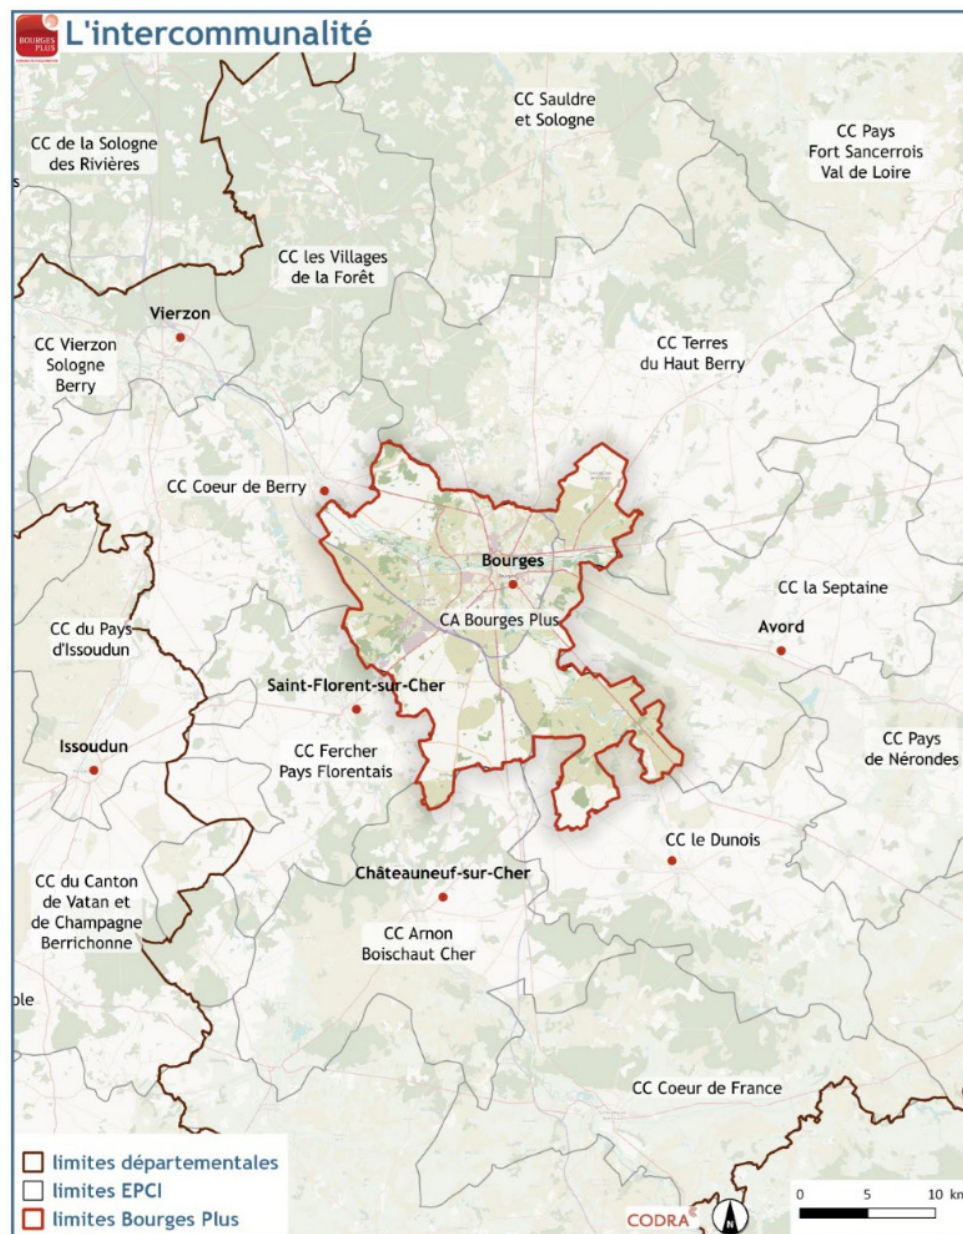 BOURGES
PLUS
L'intercommunalité
CC Sauldre
et Sologne
CC de la Sologne
des Rivières
CC Pays
Fort Sancerrois
Val de Loire
s
CC les Villages
de la Forêt
Vierzon
CC Vierzon
Sologne
Berry
CC Terres
du Haut Berry
CC Coeur de Berry
Bourges
CC la Septaine
CA Bourges Plus
Avord
CC du Pays
d'Issoudun
Saint-Florent-sur-Cher
Issoudun
CC Fercher
Pays Florentais
CC Pays
de Nérondes
CC le Dunois
Châteauneuf-sur-Cher
CC du Canton
de Vatan et
de Champagne
Berrichonne
CC Arnon
Boischaut Cher
ole
CC Coeur de France
limites départementales
limites EPCI
limites Bourges Plus
CODRA
N
0 5 10 km